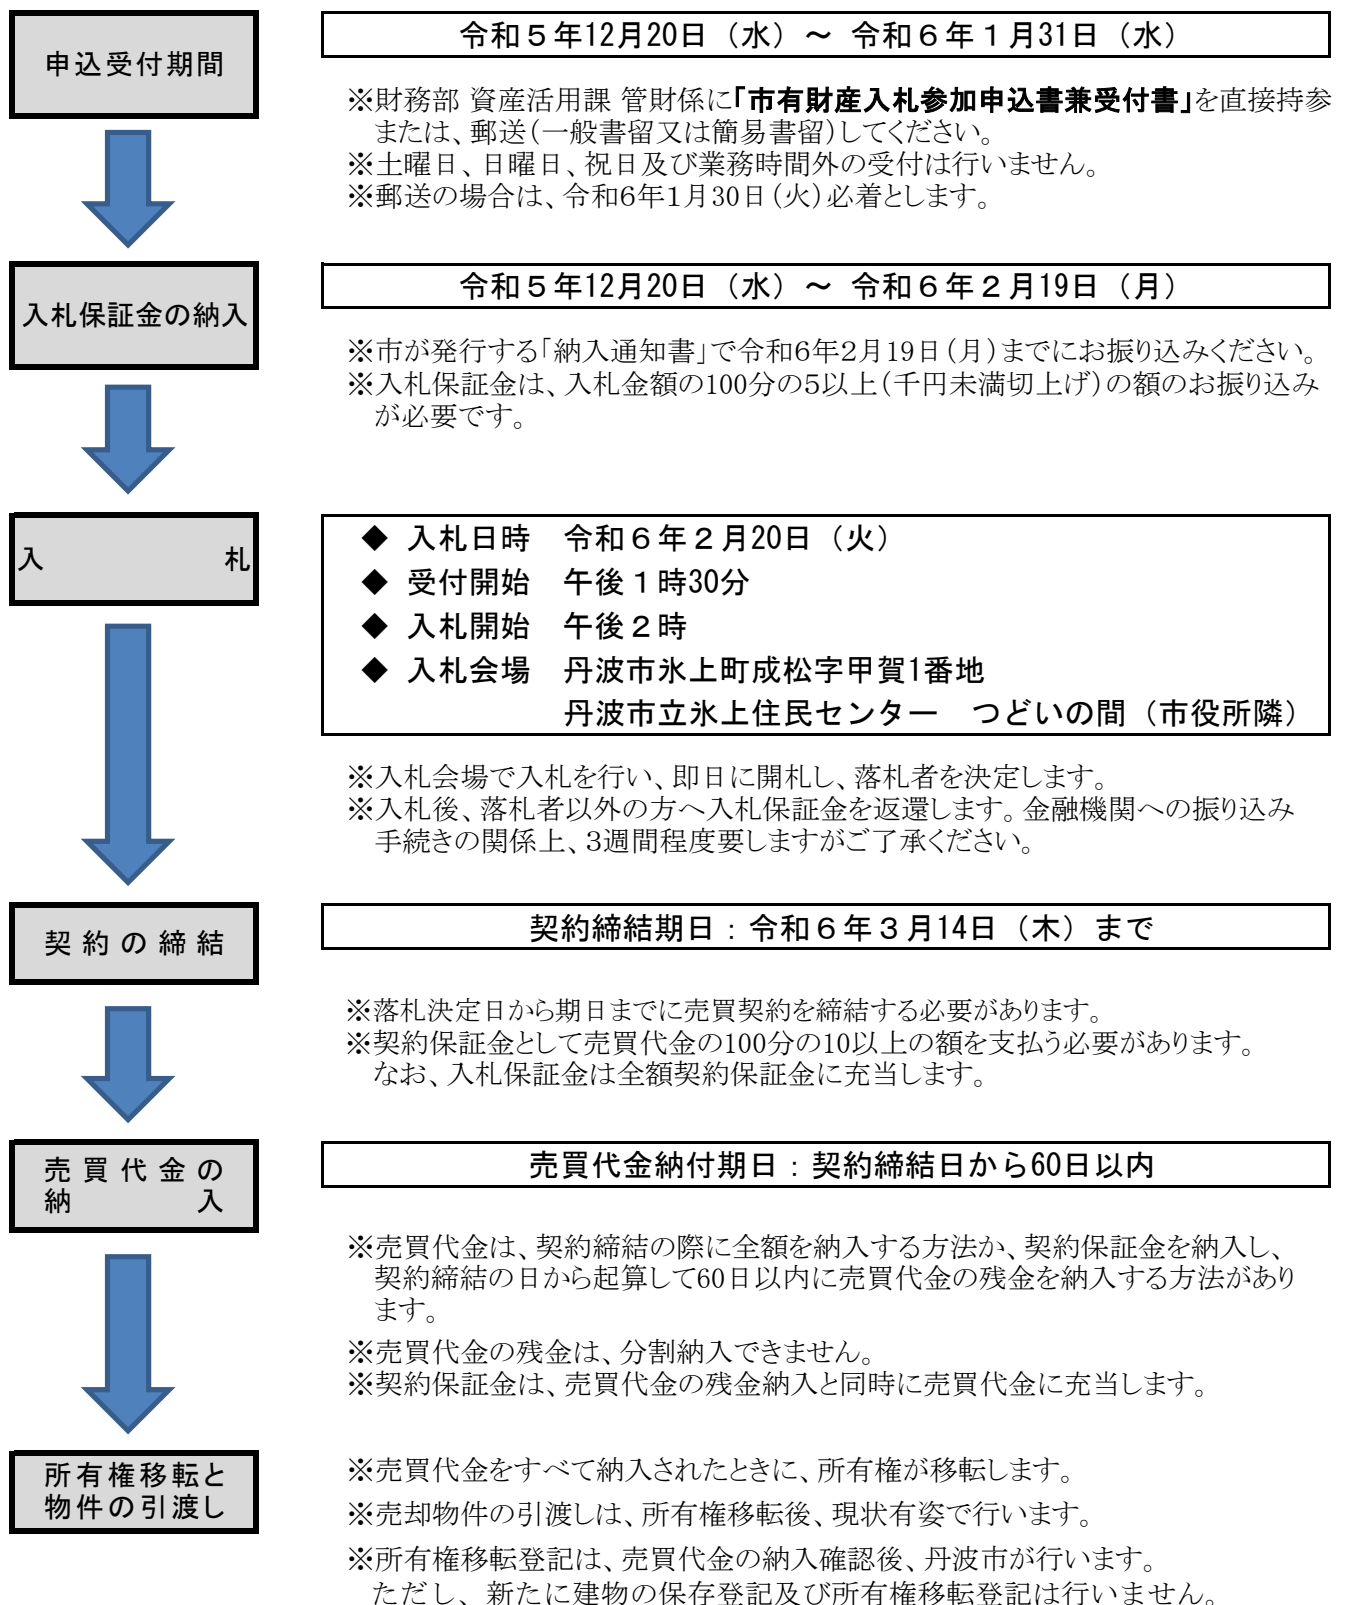 申込受付期間
令和５年12月20日（水）～ 令和６年１月31日（水）
※財務部 資産活用課 管財係に「市有財産入札参加申込書兼受付書」を直接持参
または、郵送（一般書留又は簡易書留）してください。
※土曜日、日曜日、祝日及び業務時間外の受付は行いません。
※郵送の場合は、令和6年１月30日（火）必着とします。
入札保証金の納入
令和５年12月20日（水）～ 令和６年２月19日（月）
※市が発行する「納入通知書」で令和6年２月19日（月）までにお振り込みください。
※入札保証金は、入札金額の100分の５以上（千円未満切上げ）の額のお振り込み
が必要です。
入　　　　　　札
◆ 入札日時　令和６年２月20日（火）
◆ 受付開始　午後１時30分
◆ 入札開始　午後２時
◆ 入札会場　丹波市氷上町成松字甲賀1番地
丹波市立氷上住民センター　つどいの間（市役所隣）
※入札会場で入札を行い、即日に開札し、落札者を決定します。
※入札後、落札者以外の方へ入札保証金を返還します。金融機関への振り込み
手続きの関係上、３週間程度要しますがご了承ください。
契約の締結
契約締結期日：令和６年３月14日（木）まで
※落札決定日から期日までに売買契約を締結する必要があります。
※契約保証金として売買代金の100分の10以上の額を支払う必要があります。
なお、入札保証金は全額契約保証金に充当します。
売買代金の
納　　　入
売買代金納付期日：契約締結日から60日以内
※売買代金は、契約締結の際に全額を納入する方法か、契約保証金を納入し、
契約締結の日から起算して60日以内に売買代金の残金を納入する方法があり
ます。
※売買代金の残金は、分割納入できません。
※契約保証金は、売買代金の残金納入と同時に売買代金に充当します。
所有権移転と
物件の引渡し
※売買代金をすべて納入されたときに、所有権が移転します。
※売却物件の引渡しは、所有権移転後、現状有姿で行います。
※所有権移転登記は、売買代金の納入確認後、丹波市が行います。
ただし、新たに建物の保存登記及び所有権移転登記は行いません。